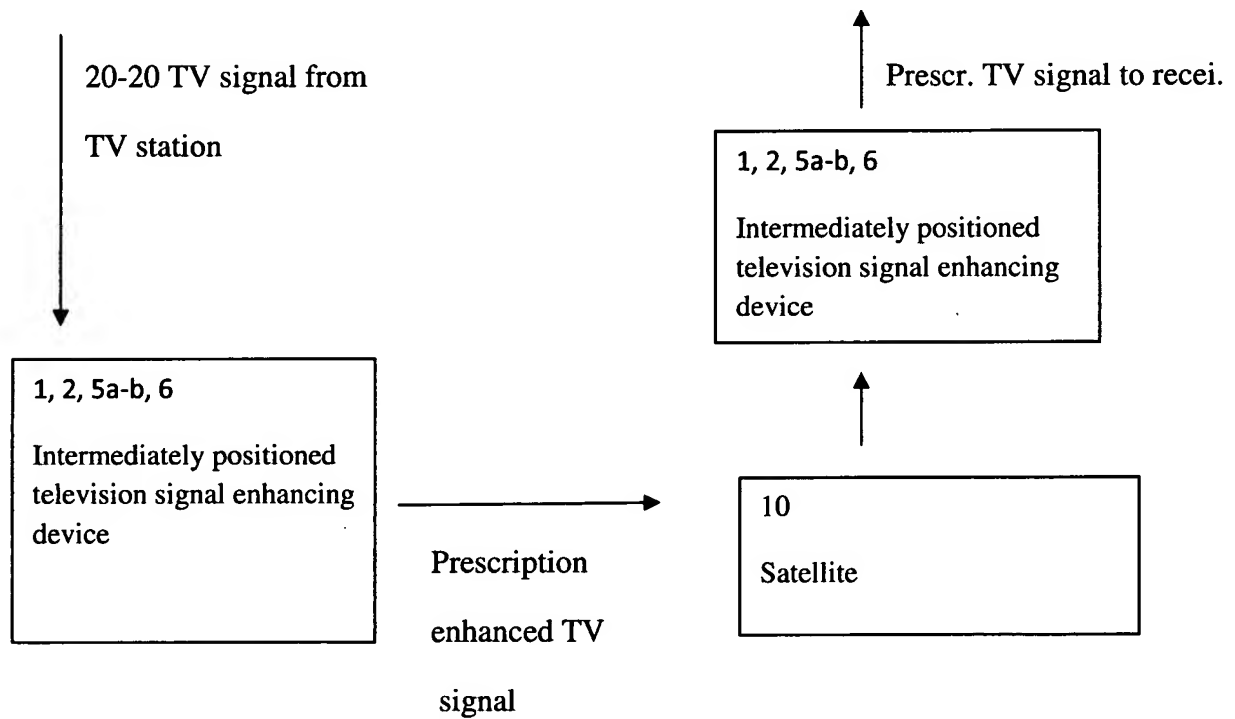 20-20 TV signal from
TV station
1, 2, 5a-b, 6
Intermediately positioned
television signal enhancing
device
Prescription
enhanced TV
signal
10
Satellite
1, 2, 5a-b, 6
Intermediately positioned
television signal enhancing
device
Prescr. TV signal to recei.